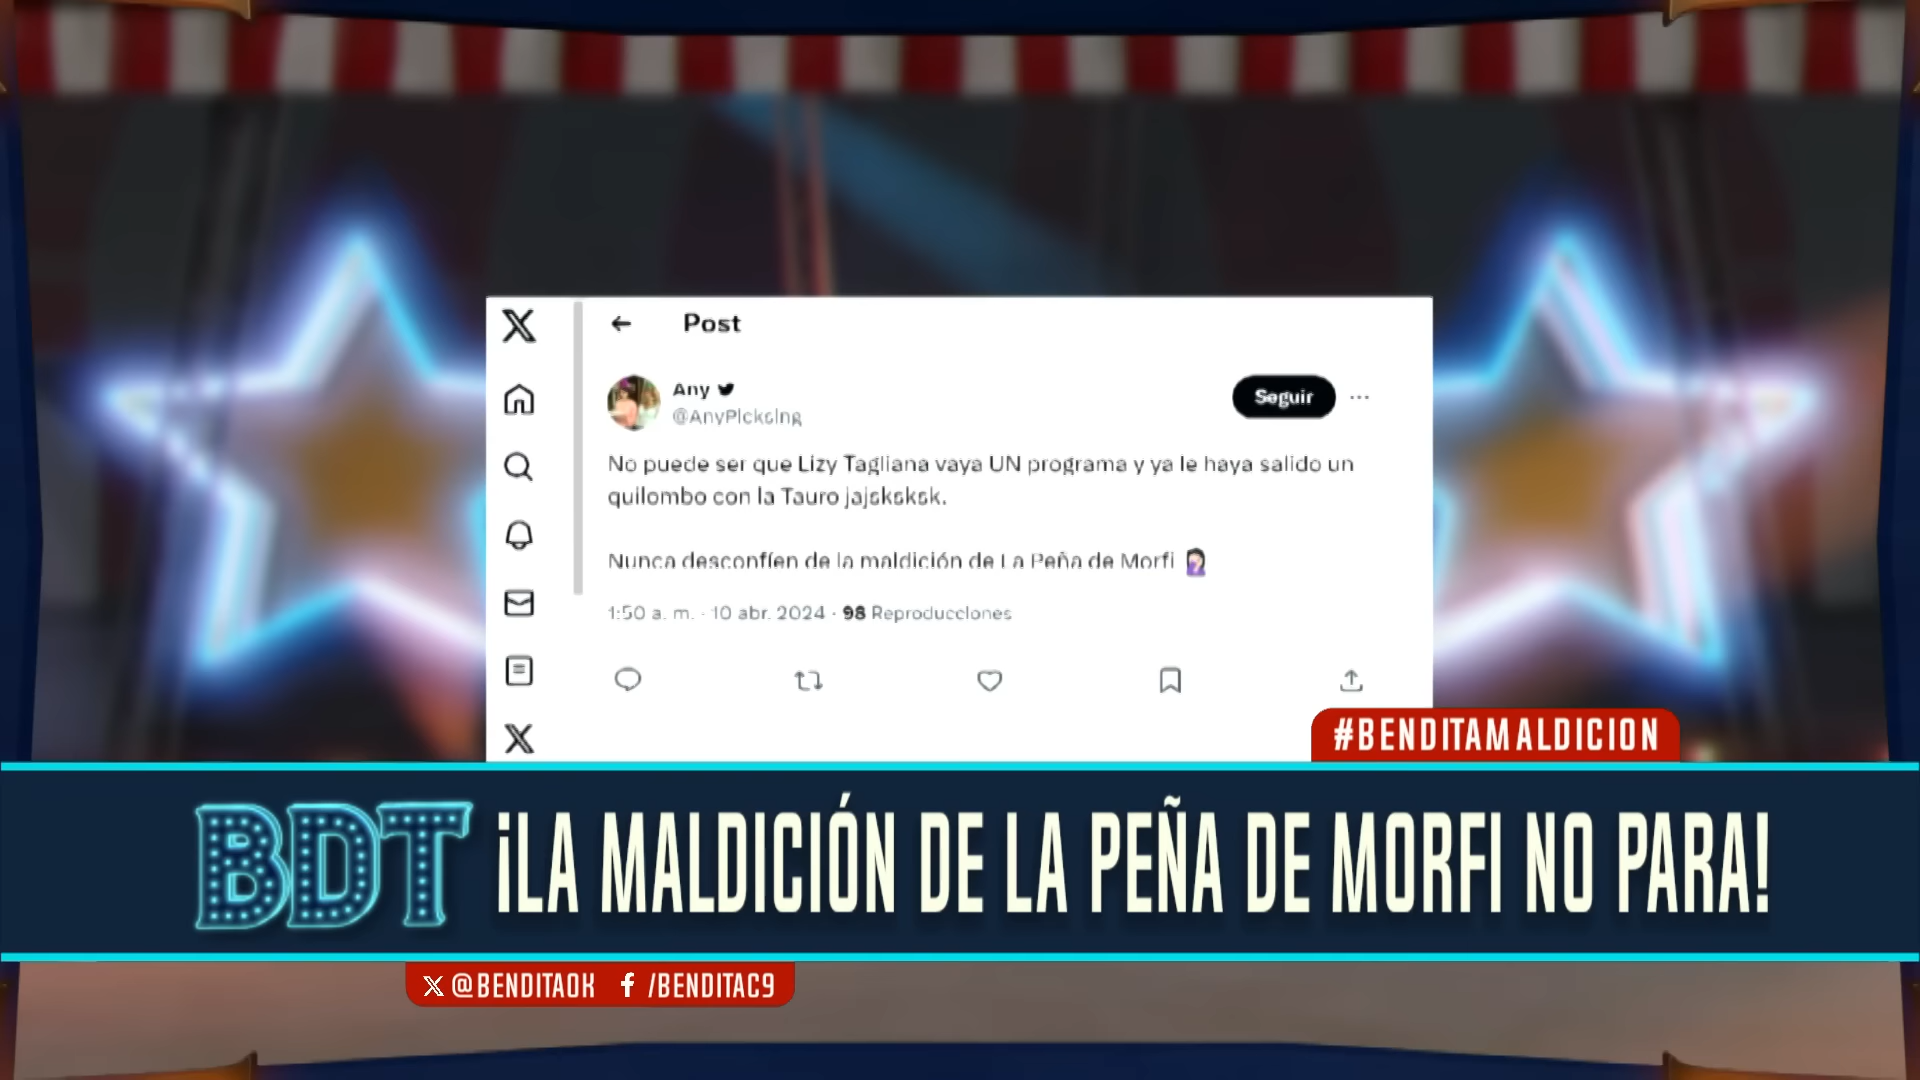 Post
Any
@AnyPicksing
Seguir
No puede ser que Lizy Tagliana vaya UN programa y ya le haya salido un
quilombo con la Tauro jajsksksk.
Nunca desconfíen de la maldición de La Peña de Morfi
1:50 a. m. · 10 abr. 2024 · 98 Reproducciones
#BENDITAMALDICION
BDT
¡LA MALDICIÓN DE LA PEÑA DE MORFI NO PARA!
@BENDITAOK /BENDITAC9